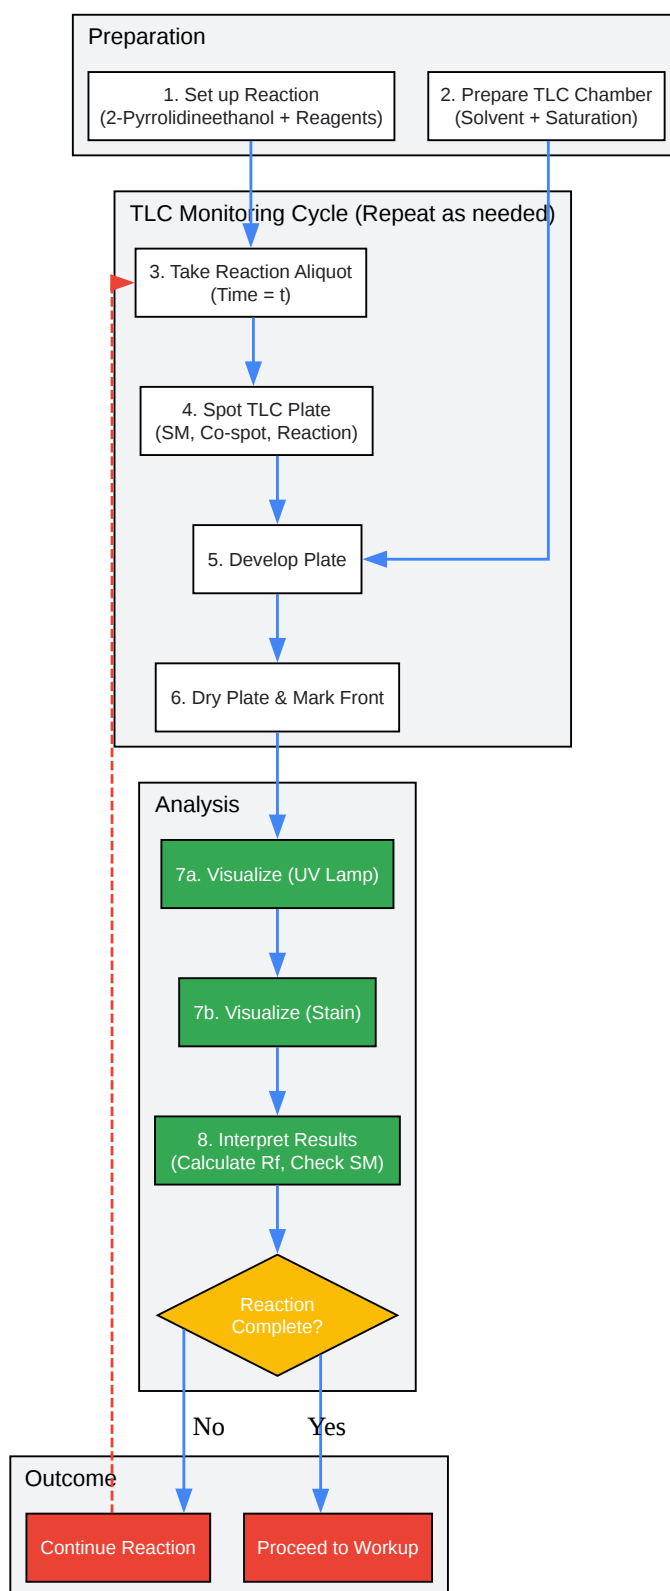 Preparation
1. Set up Reaction
(2-Pyrrolidineethanol + Reagents)
2. Prepare TLC Chamber
(Solvent + Saturation)
TLC Monitoring Cycle (Repeat as needed)
3. Take Reaction Aliquot
(Time = t)
4. Spot TLC Plate
(SM, Co-spot, Reaction)
5. Develop Plate
6. Dry Plate & Mark Front
Analysis
7a. Visualize (UV Lamp)
7b. Visualize (Stain)
8. Interpret Results
(Calculate Rf, Check SM)
Reaction
Complete?
No
Yes
Outcome
Continue Reaction
Proceed to Workup